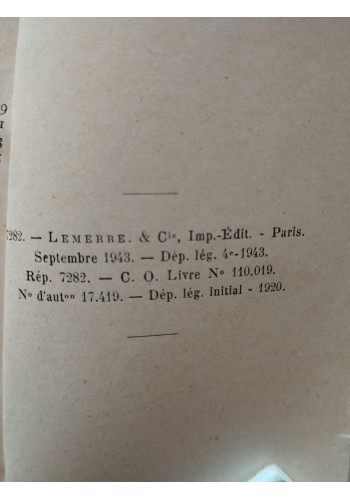 7282. — LEMERRE. & Cie, Imp.-Édit. - Paris.
Septembre 1943. — Dép. lég. 4e-1943.
Rép. 7282. — C. O. Livre No 110.019.
No d'auton 17.419. — Dép. lég. initial - 1920.